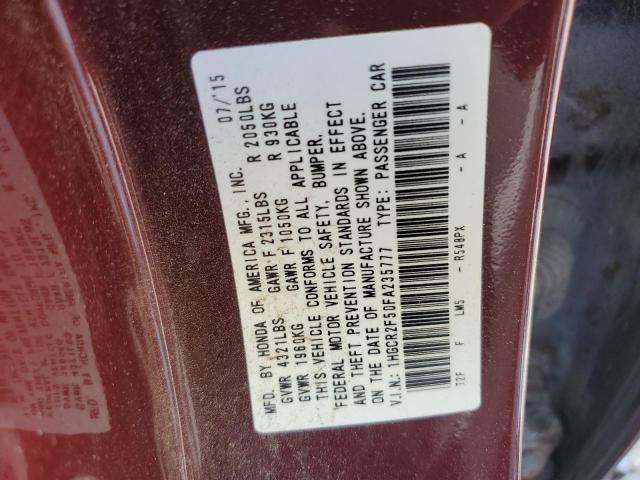 MFD. BY HONDA OF AMERICA MFG., INC. 07/'15
GVWR 4321LBS GAWR F 2315LBS R 2050LBS
GVWR 1960KG GAWR F 1050KG R 930KG
THIS VEHICLE CONFORMS TO ALL APPLICABLE
FEDERAL MOTOR VEHICLE SAFETY, BUMPER,
AND THEFT PREVENTION STANDARDS IN EFFECT
ON THE DATE OF MANUFACTURE SHOWN ABOVE.
V.I.N.: 1HGCR2F50FA235777 TYPE: PASSENGER CAR
T2F F LM5 - R548PX - A - A